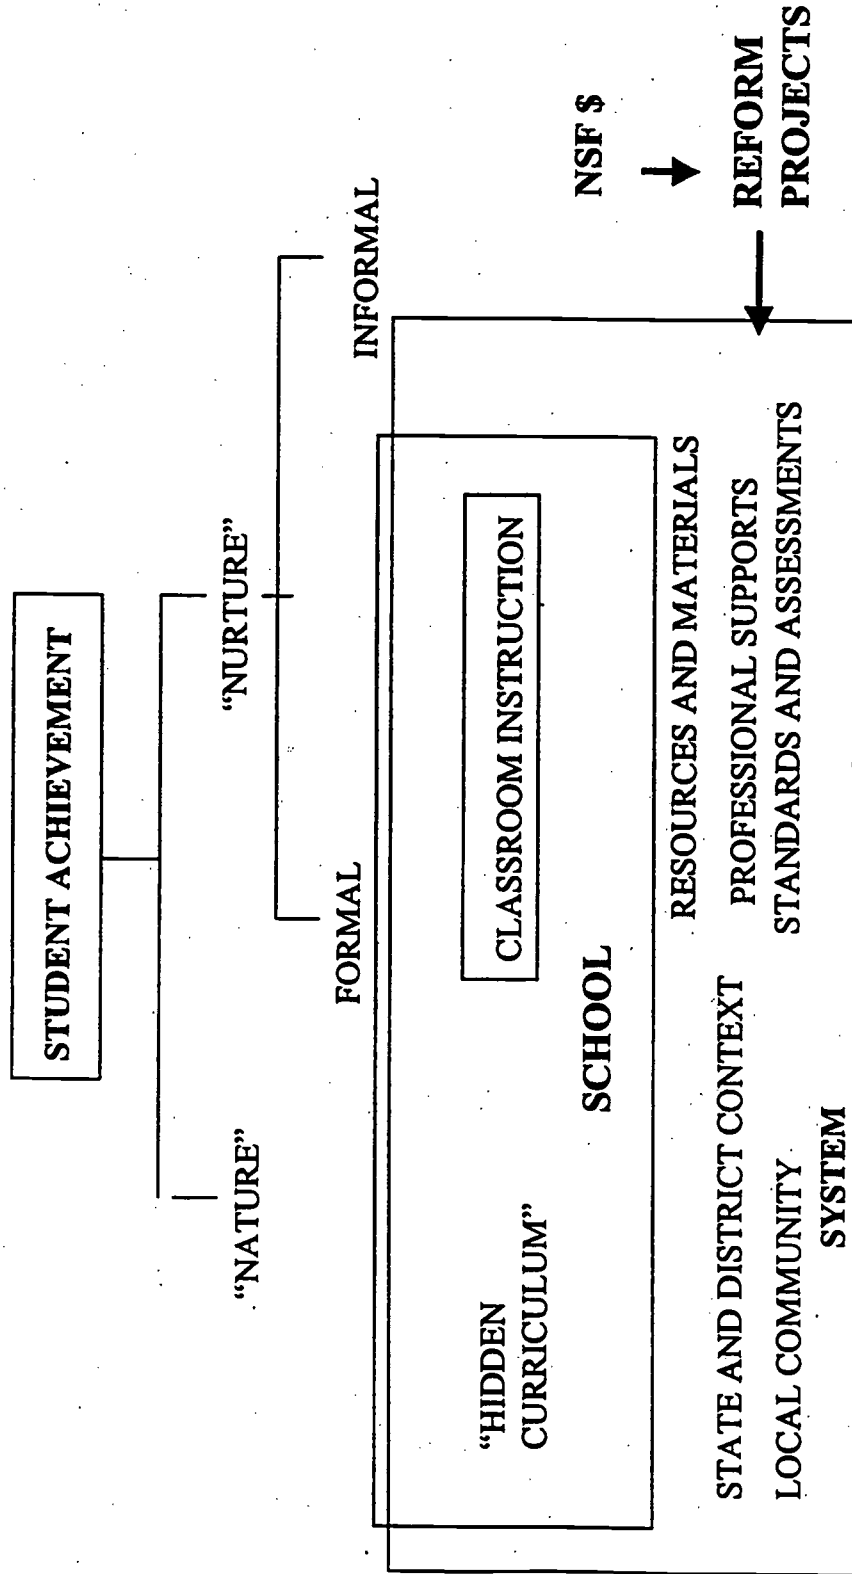 STUDENT ACHIEVEMENT
“NATURE”
“NURTURE”
FORMAL
INFORMAL
“HIDDEN
CURRICULUM”
CLASSROOM INSTRUCTION
SCHOOL
NSF $
REFORM
PROJECTS
STATE AND DISTRICT CONTEXT
LOCAL COMMUNITY
SYSTEM
RESOURCES AND MATERIALS
PROFESSIONAL SUPPORTS
STANDARDS AND ASSESSMENTS